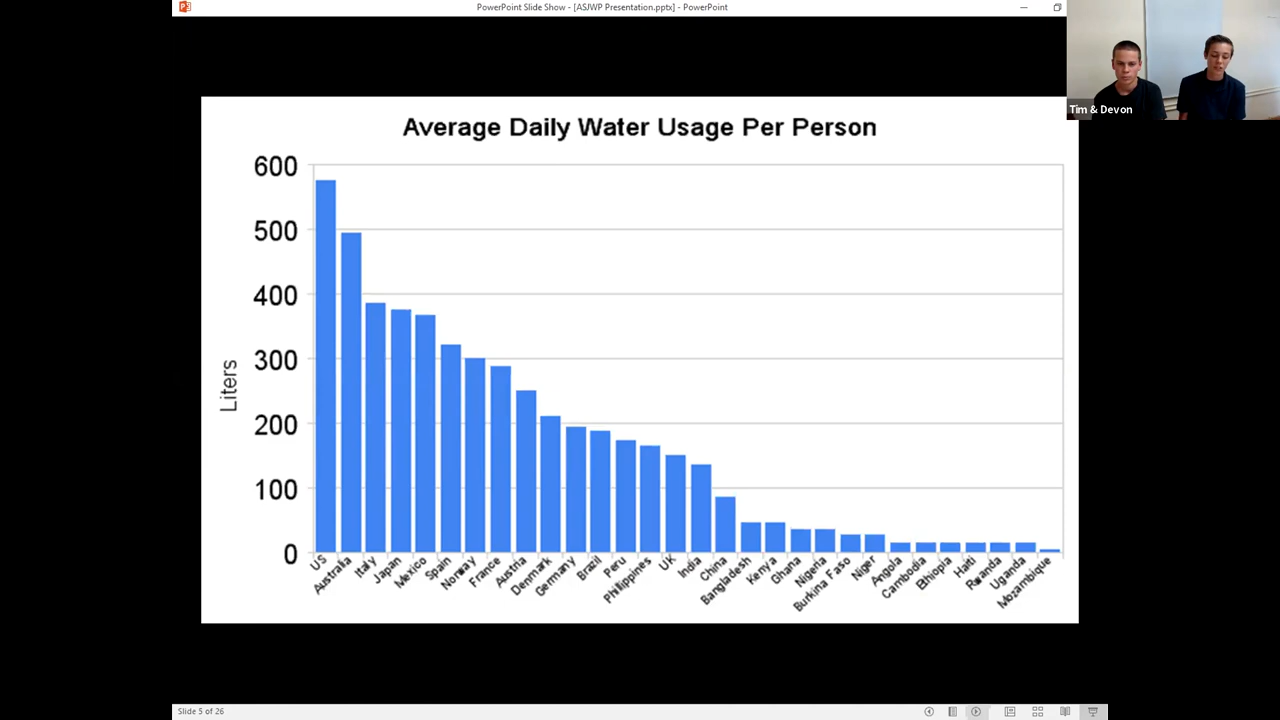 PowerPoint Slide Show - [ASJWP Presentation.pptx] - PowerPoint
Tim & Devon
Average Daily Water Usage Per Person
600
500
400
300
200
100
0
Liters
US
Australia
Italy
Japan
Mexico
Spain
Norway
France
Austria
Denmark
Germany
Brazil
Peru
Phillippines
UK
India
China
Bangladesh
Kenya
Ghana
Nigeria
Burkina Faso
Niger
Angola
Cambodia
Ethiopia
Haiti
Rwanda
Uganda
Mozambique
Slide 5 of 26